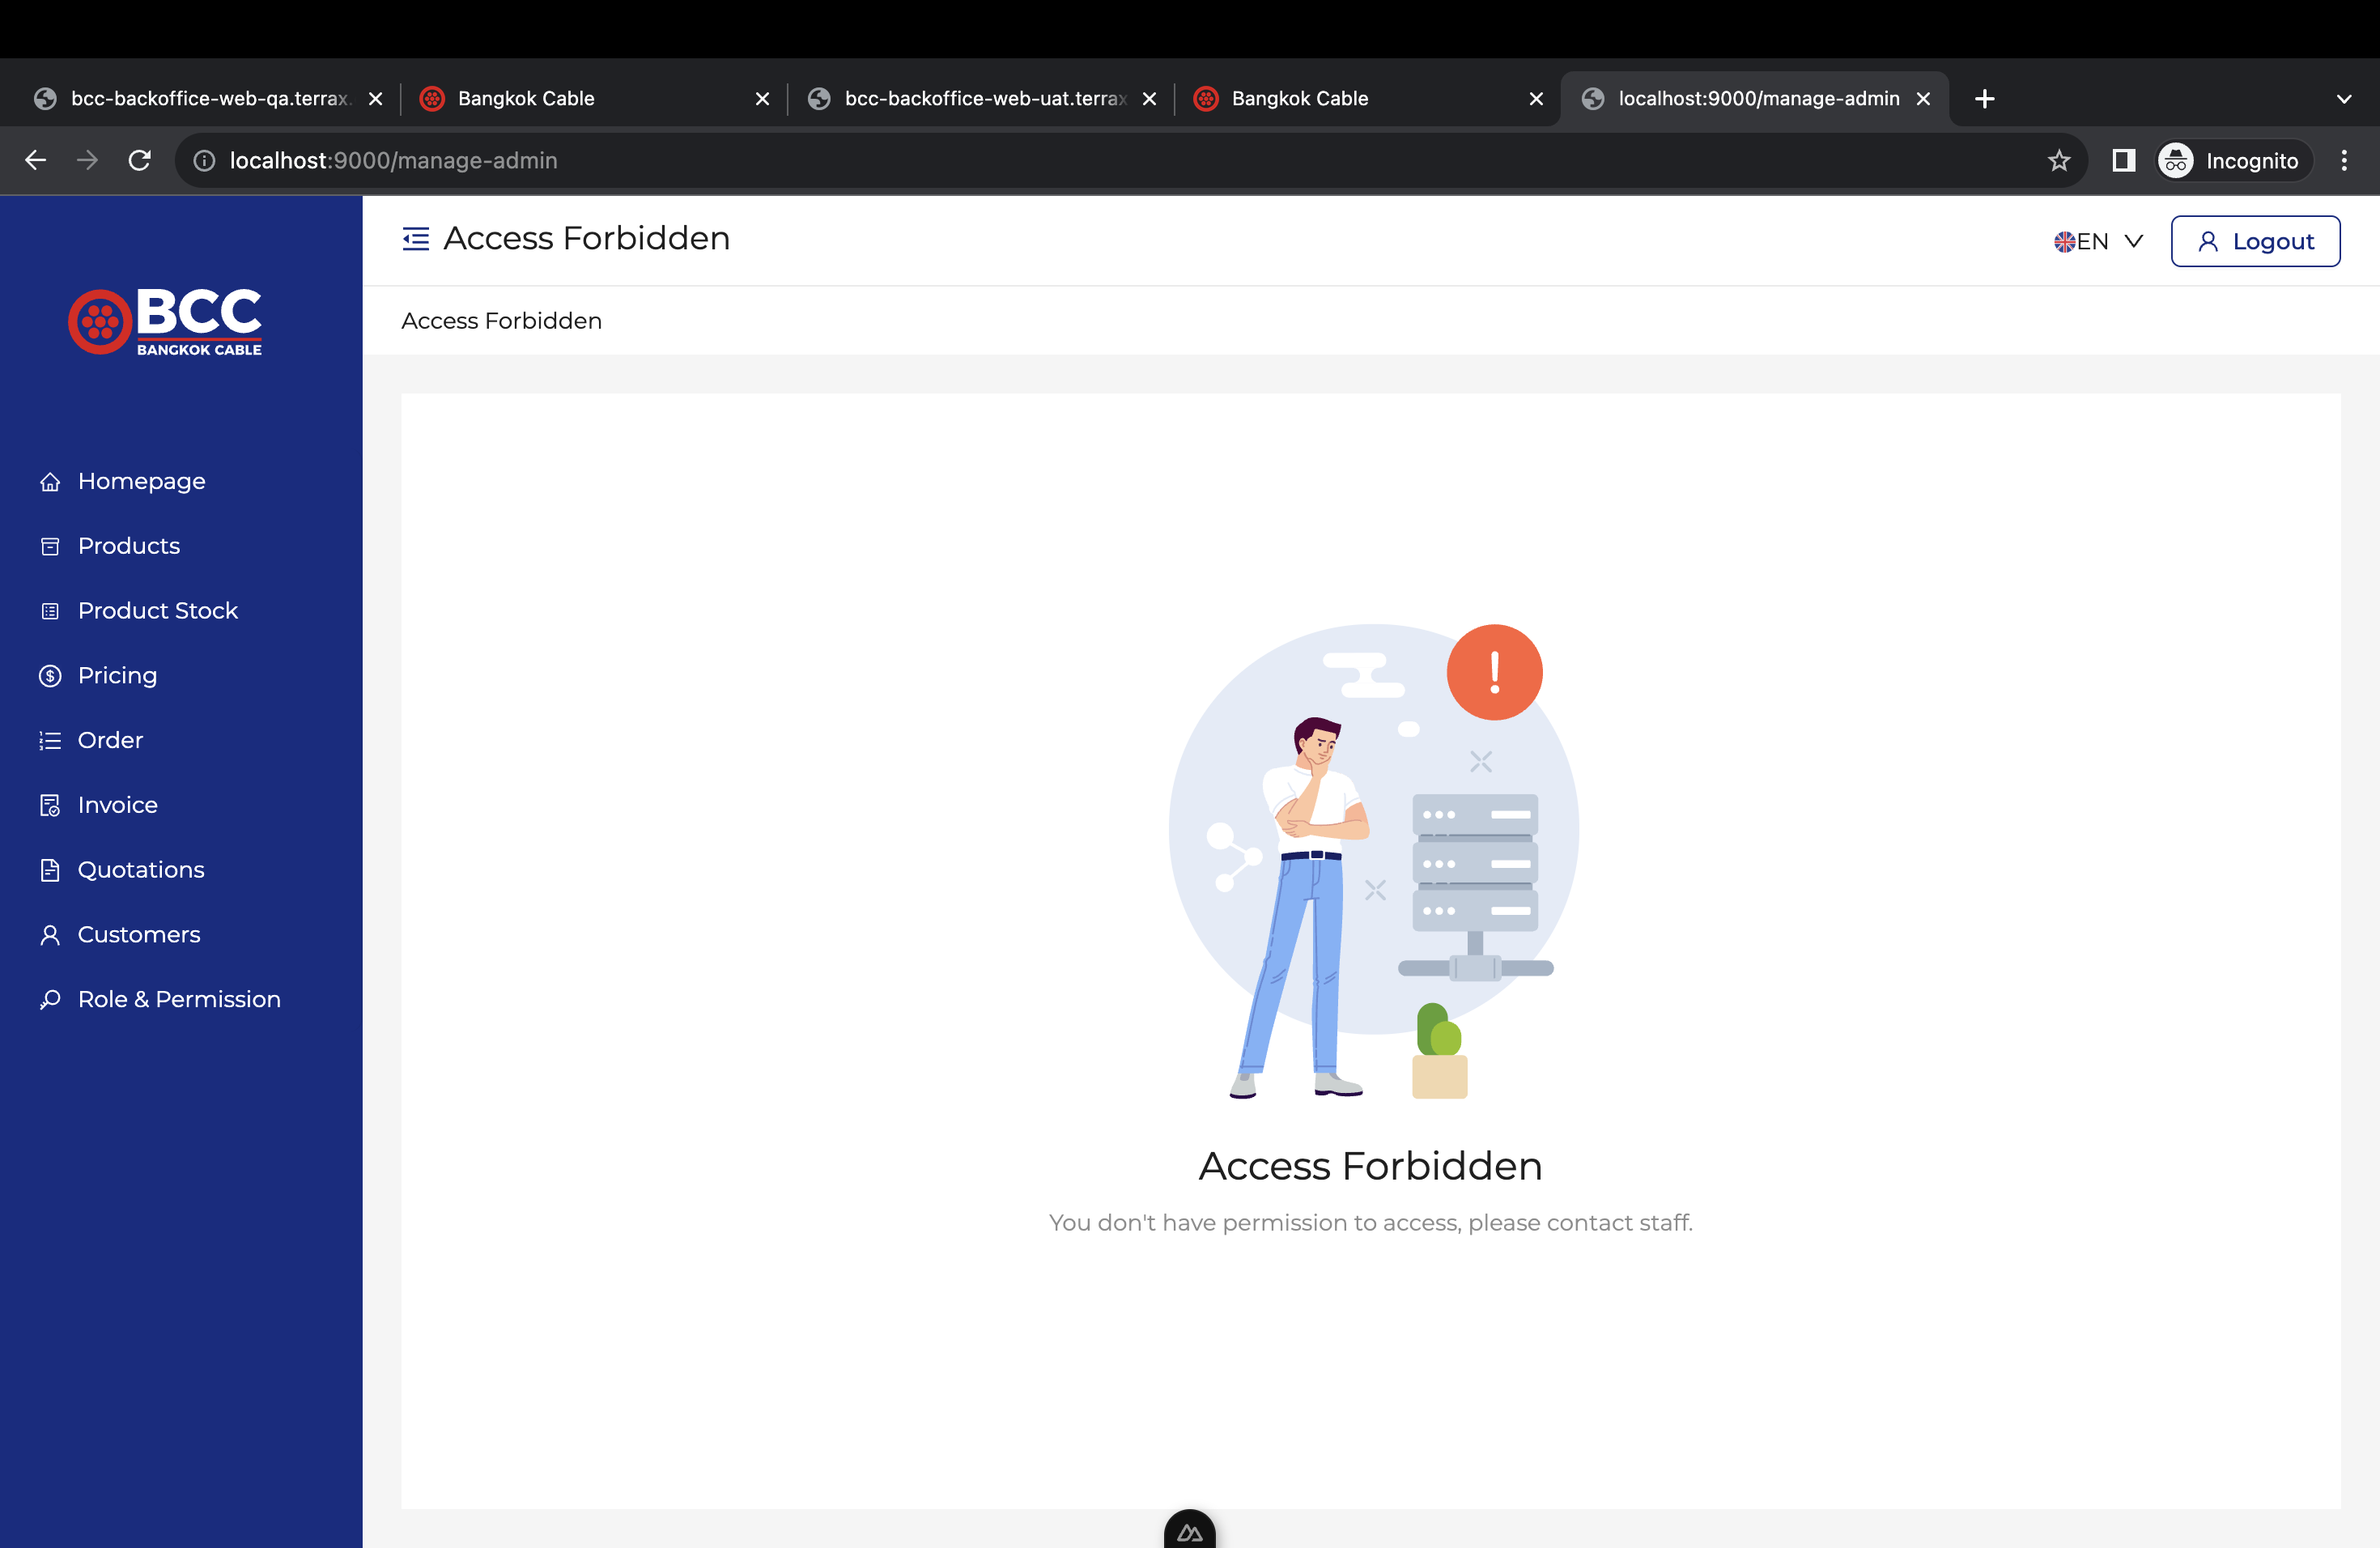 bcc-backoffice-web-qa.terrax.
Bangkok Cable
bcc-backoffice-web-uat.terrax
Bangkok Cable
localhost:9000/manage-admin
localhost:9000/manage-admin
Incognito
BCC
BANGKOK CABLE
Homepage
Products
Product Stock
Pricing
Order
Invoice
Quotations
Customers
Role & Permission
Access Forbidden
EN
Logout
Access Forbidden
!
Access Forbidden
You don't have permission to access, please contact staff.